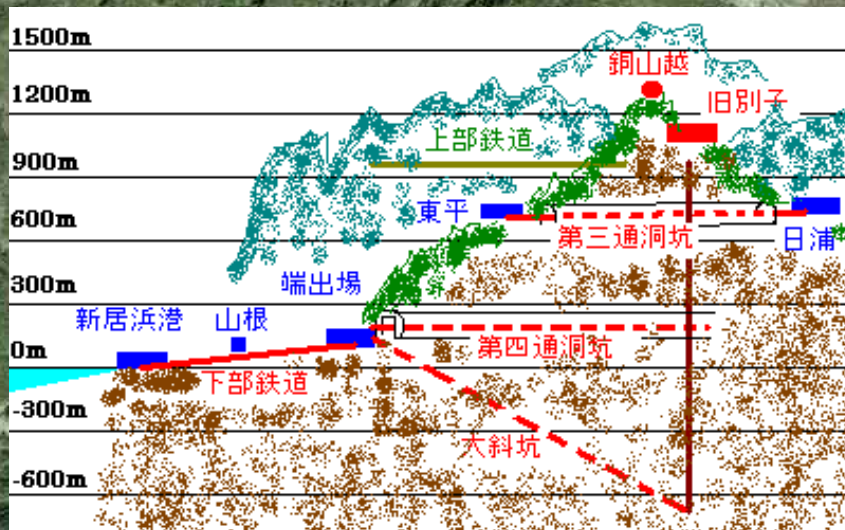 1500m
銅山越
1200m
旧別子
上部鉄道
900m
東平
600m
第三通洞坑
日浦
端出場
300m
新居浜港
山根
0m
第四通洞坑
下部鉄道
-300m
大斜坑
-600m